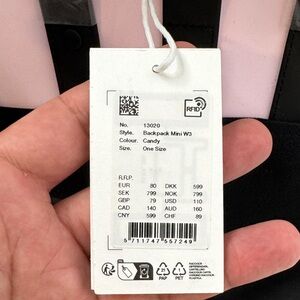 RFID
No. 13020
Style. Backpack Mini W3
Colour. Candy
Size. One Size
R.R.P.
EUR 80 DKK 599
SEK 799 NOK 799
GBP 79 USD 110
CAD 140 AUD 160
CNY 599 CHF 89
5 711747 557249
PAP PET